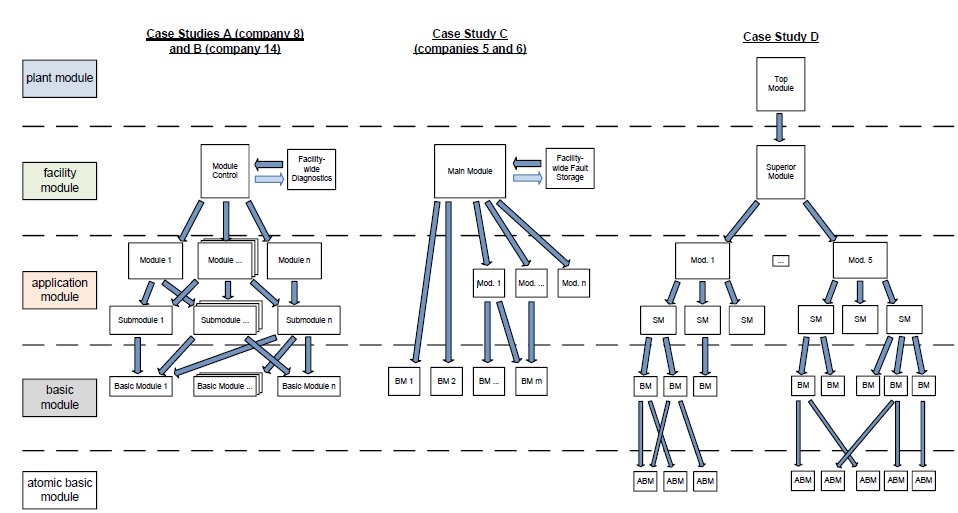 Case Studies A (company 8)
and B (company 14)
Case Study C
(companies 5 and 6)
Case Study D
plant module
Top
Module
facility
module
Module
Control
Facility-
wide
Diagnostics
Main Module
Facility-
wide Fault
Storage
Superior
Module
application
module
Module 1
Module ...
Module n
Mod. 1
Mod. ...
Mod. n
Mod. 1
...
Mod. 5
Submodule 1
Submodule ...
Submodule n
SM
SM
SM
SM
SM
SM
basic
module
Basic Module 1
Basic Module ...
Basic Module n
BM 1
BM 2
BM ...
BM m
BM
BM
BM
BM
BM
BM
BM
BM
atomic basic
module
ABM
ABM
ABM
ABM
ABM
ABM
ABM
ABM